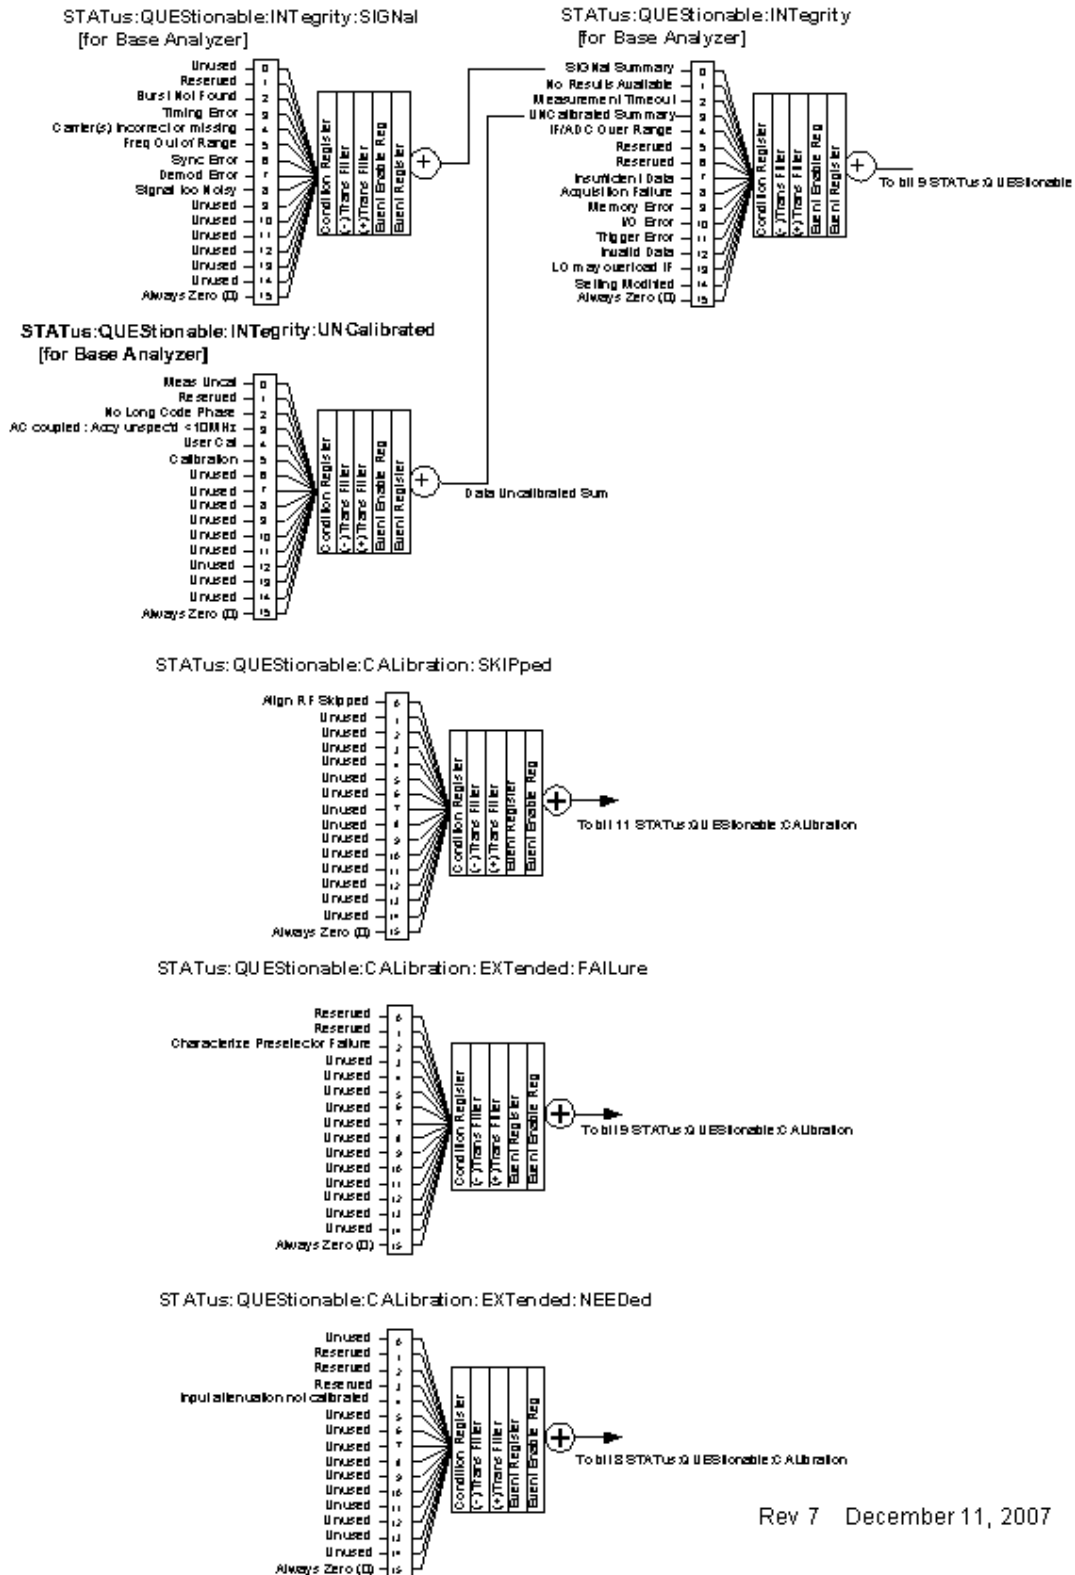 STATus:QUEStionable:INTegrity:SIGNal
[for Base Analyzer]
Unused 0
Reserved 1
Burst Not Found 2
Timing Error 3
Carrier(s) incorrect or missing 4
Freq Out of Range 5
Sync Error 6
Demod Error 7
Signal too Noisy 8
Unused 9
Unused 10
Unused 11
Unused 12
Unused 13
Unused 14
Always Zero (0) 15
Condition Register
(-)Trans Filter
(+)Trans Filter
Event Enable Reg
Event Register
+
STATus:QUEStionable:INTegrity
[for Base Analyzer]
SIGNal Summary 0
No Results Available 1
Measurement Timeout 2
UNCalibrated Summary 3
IF/ADC Over Range 4
Reserved 5
Reserved 6
Insufficient Data 7
Acquisition Failure 8
Memory Error 9
I/O Error 10
Trigger Error 11
Invalid Data 12
LO may overload IF 13
Setting Modified 14
Always Zero (0) 15
Condition Register
(-)Trans Filter
(+)Trans Filter
Event Enable Reg
Event Register
+
To bit 9 STATus:QUEStionable
STATus:QUEStionable:INTegrity:UNCalibrated
[for Base Analyzer]
Meas Uncal 0
Reserved 1
No Long Code Phase 2
AC coupled : Accy unspec'd <10MHz 3
User Cal 4
Calibration 5
Unused 6
Unused 7
Unused 8
Unused 9
Unused 10
Unused 11
Unused 12
Unused 13
Unused 14
Always Zero (0) 15
Condition Register
(-)Trans Filter
(+)Trans Filter
Event Enable Reg
Event Register
+
Data Uncalibrated Sum
STATus:QUEStionable:CALibration:SKIPped
Align RF Skipped 0
Unused 1
Unused 2
Unused 3
Unused 4
Unused 5
Unused 6
Unused 7
Unused 8
Unused 9
Unused 10
Unused 11
Unused 12
Unused 13
Unused 14
Always Zero (0) 15
Condition Register
(-)Trans Filter
(+)Trans Filter
Event Register
Event Enable Reg
+
To bit 11 STATus:QUEStionable:CALibration
STATus:QUEStionable:CALibration:EXTended:FAILure
Reserved 0
Reserved 1
Characterize Preselector Failure 2
Unused 3
Unused 4
Unused 5
Unused 6
Unused 7
Unused 8
Unused 9
Unused 10
Unused 11
Unused 12
Unused 13
Unused 14
Always Zero (0) 15
Condition Register
(-)Trans Filter
(+)Trans Filter
Event Register
Event Enable Reg
+
To bit 9 STATus:QUEStionable:CALibration
STATus:QUEStionable:CALibration:EXTended:NEEDed
Unused 0
Reserved 1
Reserved 2
Reserved 3
Input attenuation not calibrated 4
Unused 5
Unused 6
Unused 7
Unused 8
Unused 9
Unused 10
Unused 11
Unused 12
Unused 13
Unused 14
Always Zero (0) 15
Condition Register
(-)Trans Filter
(+)Trans Filter
Event Register
Event Enable Reg
+
To bit 8 STATus:QUEStionable:CALibration
Rev 7 December 11, 2007